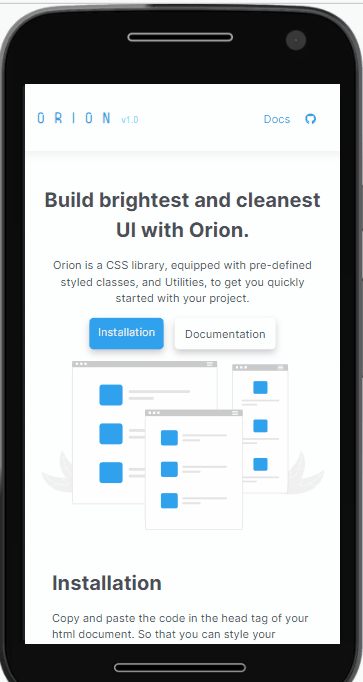 ORION v1.0 Docs
Build brightest and cleanest
UI with Orion.
Orion is a CSS library, equipped with pre-defined
styled classes, and Utilities, to get you quickly
started with your project.
Installation Documentation
Installation
Copy and paste the code in the head tag of your
html document. So that you can style your